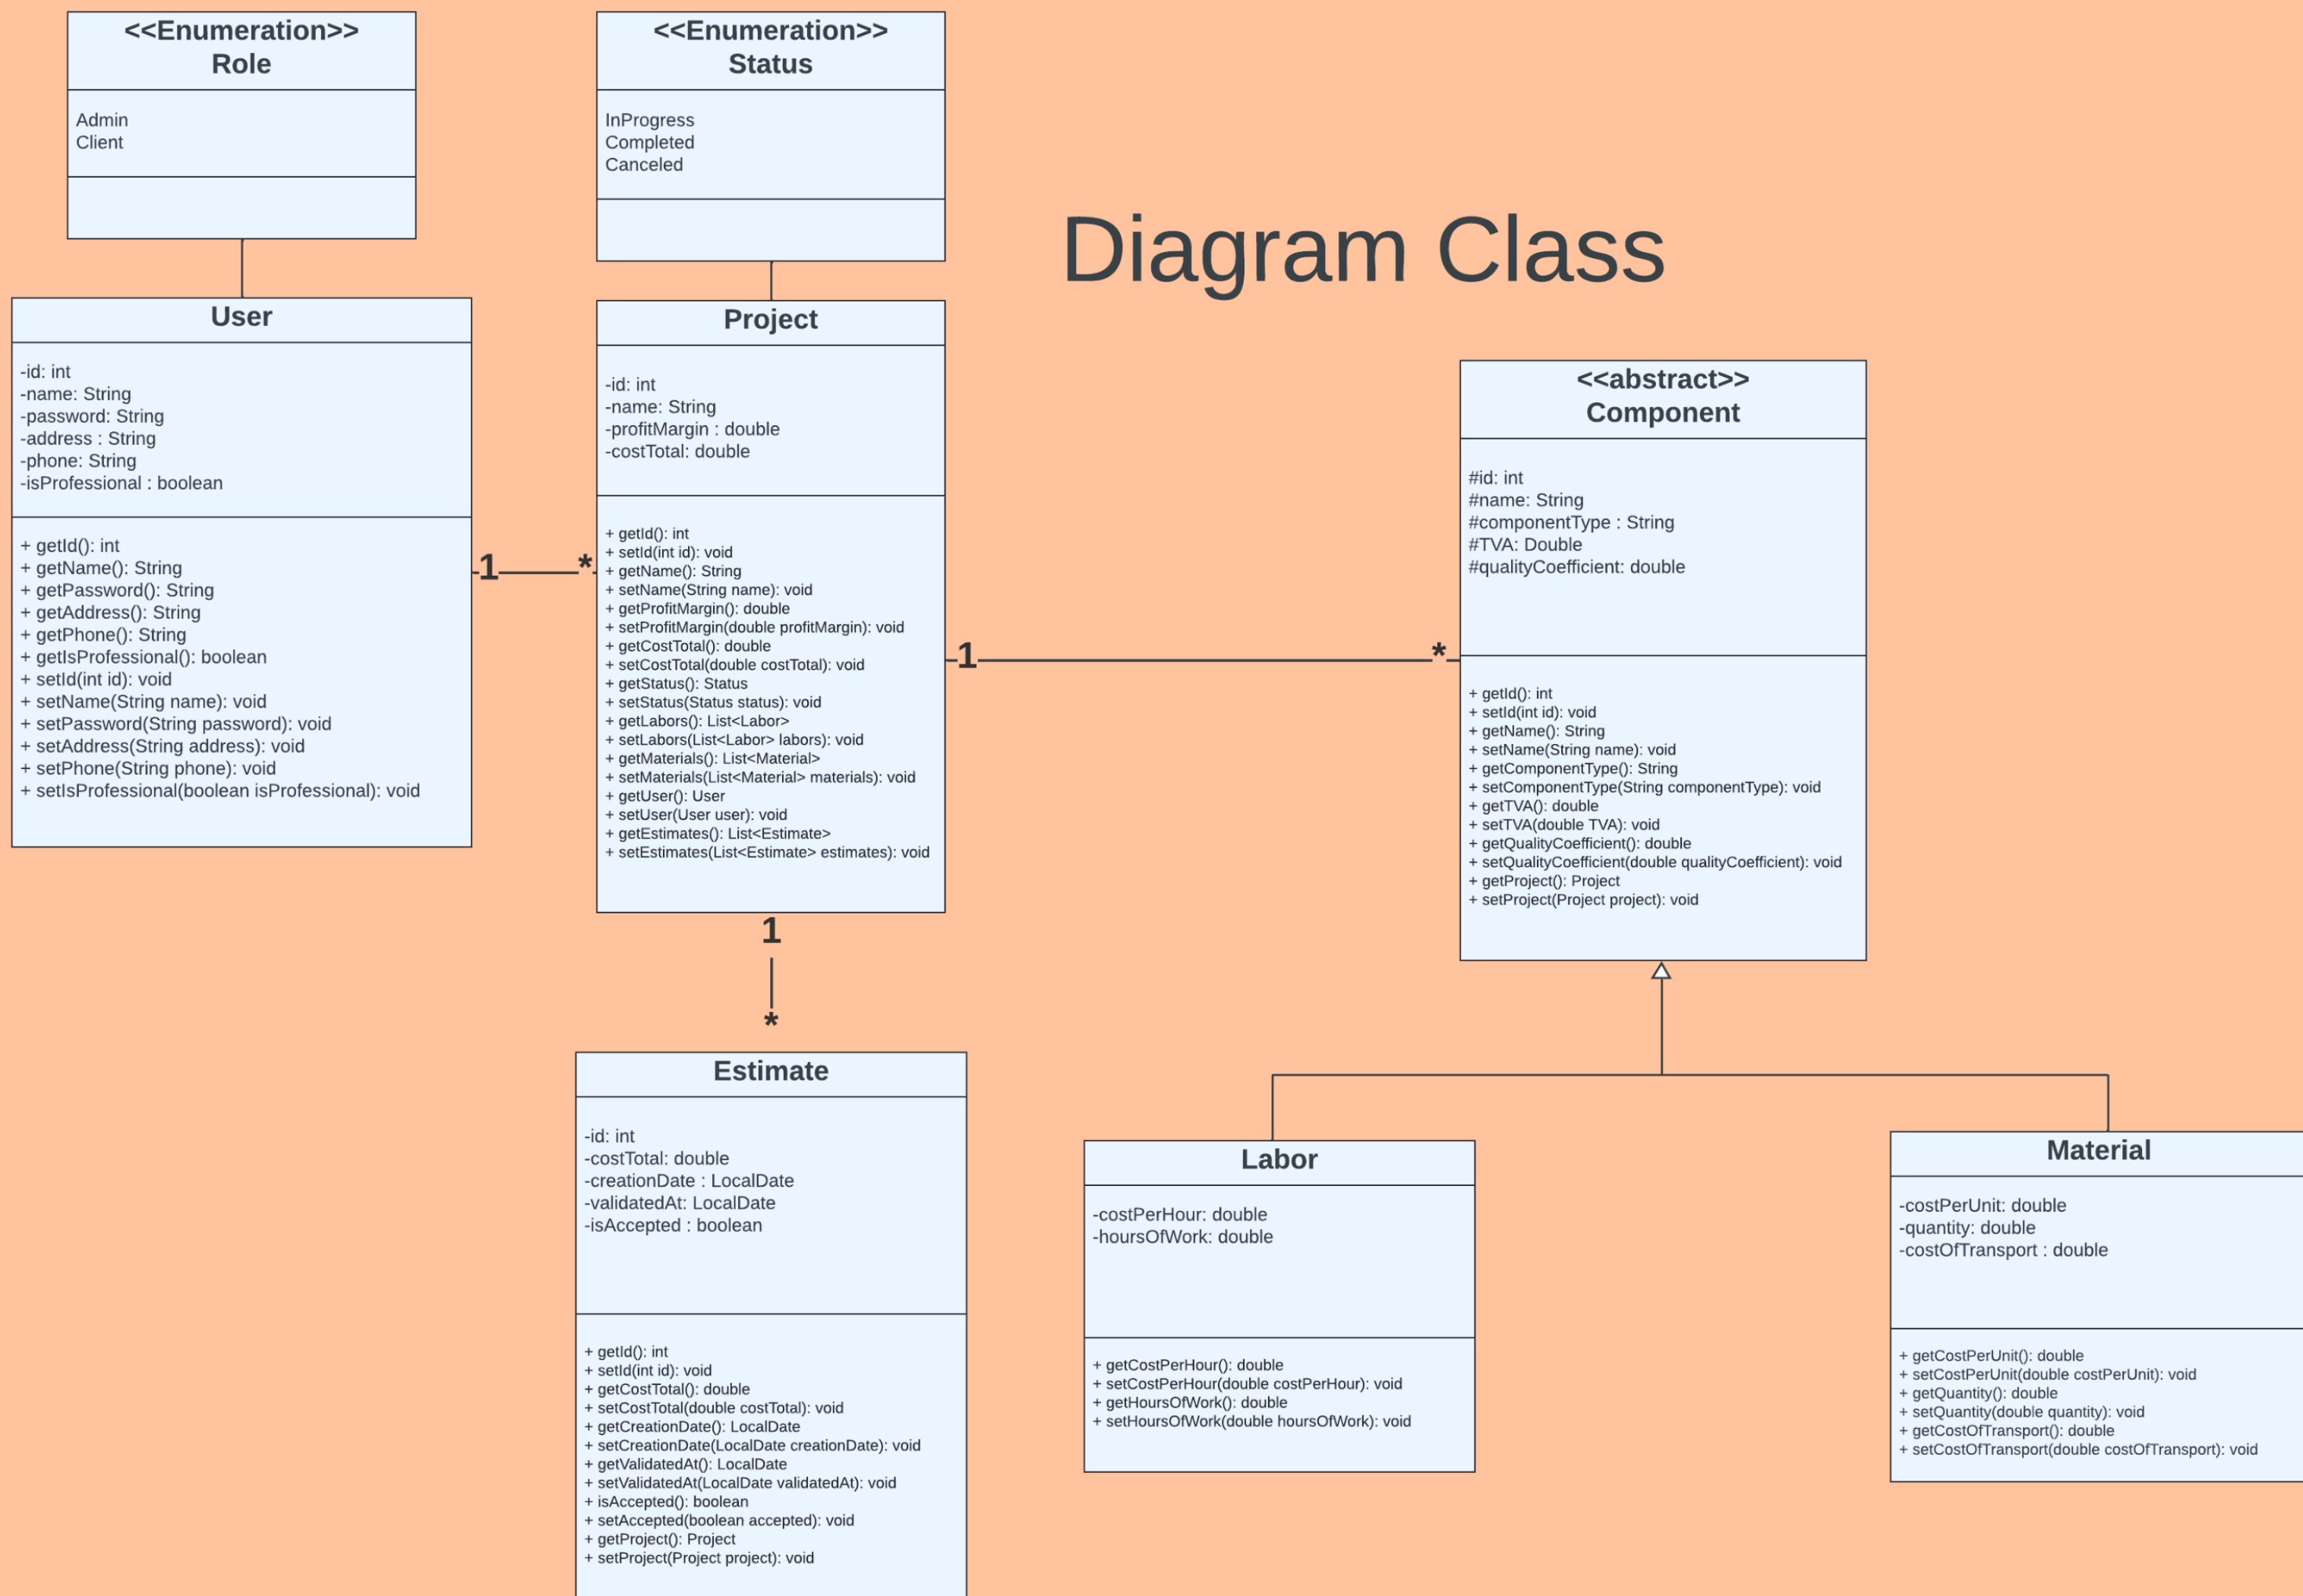 <<Enumeration>>
Role
Admin
Client
<<Enumeration>>
Status
InProgress
Completed
Canceled
Diagram Class
User
-id: int
-name: String
-password: String
-address : String
-phone: String
-isProfessional : boolean
+ getId(): int
+ getName(): String
+ getPassword(): String
+ getAddress(): String
+ getPhone(): String
+ getIsProfessional(): boolean
+ setId(int id): void
+ setName(String name): void
+ setPassword(String password): void
+ setAddress(String address): void
+ setPhone(String phone): void
+ setIsProfessional(boolean isProfessional): void
1
*
Project
-id: int
-name: String
-profitMargin : double
-costTotal: double
+ getId(): int
+ setId(int id): void
+ getName(): String
+ setName(String name): void
+ getProfitMargin(): double
+ setProfitMargin(double profitMargin): void
+ getCostTotal(): double
+ setCostTotal(double costTotal): void
+ getStatus(): Status
+ setStatus(Status status): void
+ getLabors(): List<Labor>
+ setLabors(List<Labor> labors): void
+ getMaterials(): List<Material>
+ setMaterials(List<Material> materials): void
+ getUser(): User
+ setUser(User user): void
+ getEstimates(): List<Estimate>
+ setEstimates(List<Estimate> estimates): void
1
*
<<abstract>>
Component
#id: int
#name: String
#componentType : String
#TVA: Double
#qualityCoefficient: double
+ getId(): int
+ setId(int id): void
+ getName(): String
+ setName(String name): void
+ getComponentType(): String
+ setComponentType(String componentType): void
+ getTVA(): double
+ setTVA(double TVA): void
+ getQualityCoefficient(): double
+ setQualityCoefficient(double qualityCoefficient): void
+ getProject(): Project
+ setProject(Project project): void
1
*
Estimate
-id: int
-costTotal: double
-creationDate : LocalDate
-validatedAt: LocalDate
-isAccepted : boolean
+ getId(): int
+ setId(int id): void
+ getCostTotal(): double
+ setCostTotal(double costTotal): void
+ getCreationDate(): LocalDate
+ setCreationDate(LocalDate creationDate): void
+ getValidatedAt(): LocalDate
+ setValidatedAt(LocalDate validatedAt): void
+ isAccepted(): boolean
+ setAccepted(boolean accepted): void
+ getProject(): Project
+ setProject(Project project): void
Labor
-costPerHour: double
-hoursOfWork: double
+ getCostPerHour(): double
+ setCostPerHour(double costPerHour): void
+ getHoursOfWork(): double
+ setHoursOfWork(double hoursOfWork): void
Material
-costPerUnit: double
-quantity: double
-costOfTransport : double
+ getCostPerUnit(): double
+ setCostPerUnit(double costPerUnit): void
+ getQuantity(): double
+ setQuantity(double quantity): void
+ getCostOfTransport(): double
+ setCostOfTransport(double costOfTransport): void